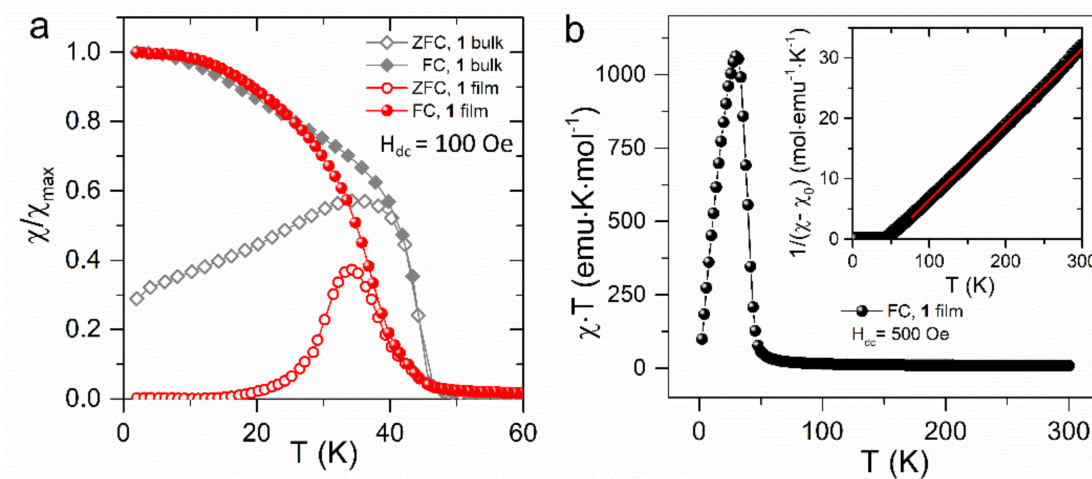 a
1.0
0.8
0.6
0.4
0.2
0.0
χ/χmax
0 20 40 60
T (K)
ZFC, 1 bulk
FC, 1 bulk
ZFC, 1 film
FC, 1 film
Hdc = 100 Oe
b
1000
750
500
250
0
χ·T (emu·K·mol⁻¹)
0 100 200 300
T (K)
30
20
10
0
1/(χ- χ₀) (mol·emu⁻¹·K⁻¹)
0 100 200 300
T (K)
FC, 1 film
Hdc= 500 Oe